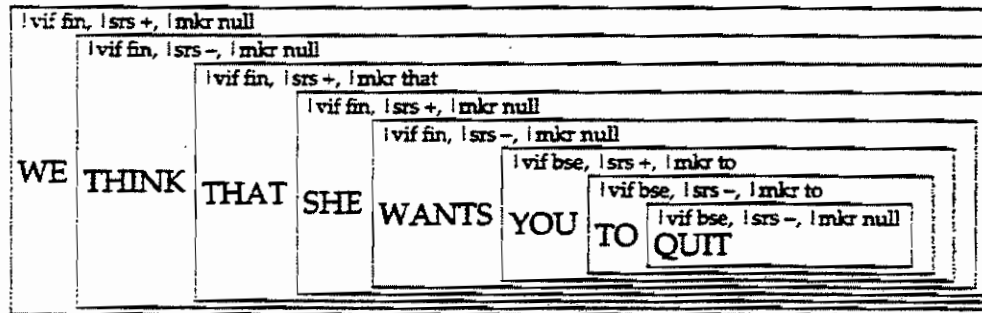 |vif fin, |srs +, |mkr null
|vif fin, |srs –, |mkr null
|vif fin, |srs +, |mkr that
|vif fin, |srs +, |mkr null
|vif fin, |srs –, |mkr null
|vif bse, |srs +, |mkr to
|vif bse, |srs –, |mkr to
|vif bse, |srs –, |mkr null
WE THINK THAT SHE WANTS YOU TO QUIT